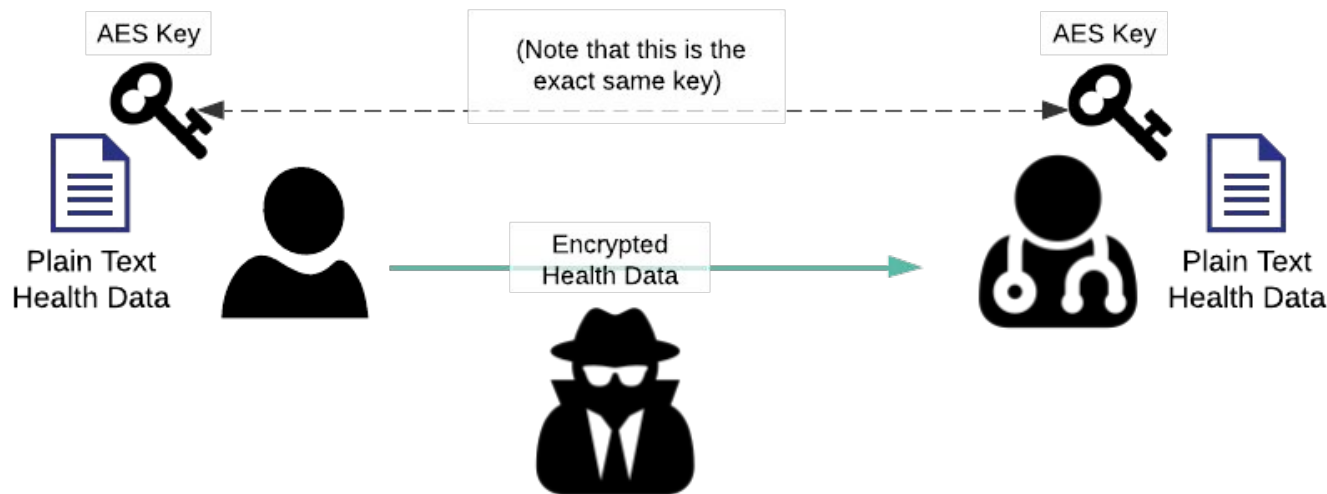 AES Key
(Note that this is the
exact same key)
AES Key
Plain Text
Health Data
Encrypted
Health Data
Plain Text
Health Data